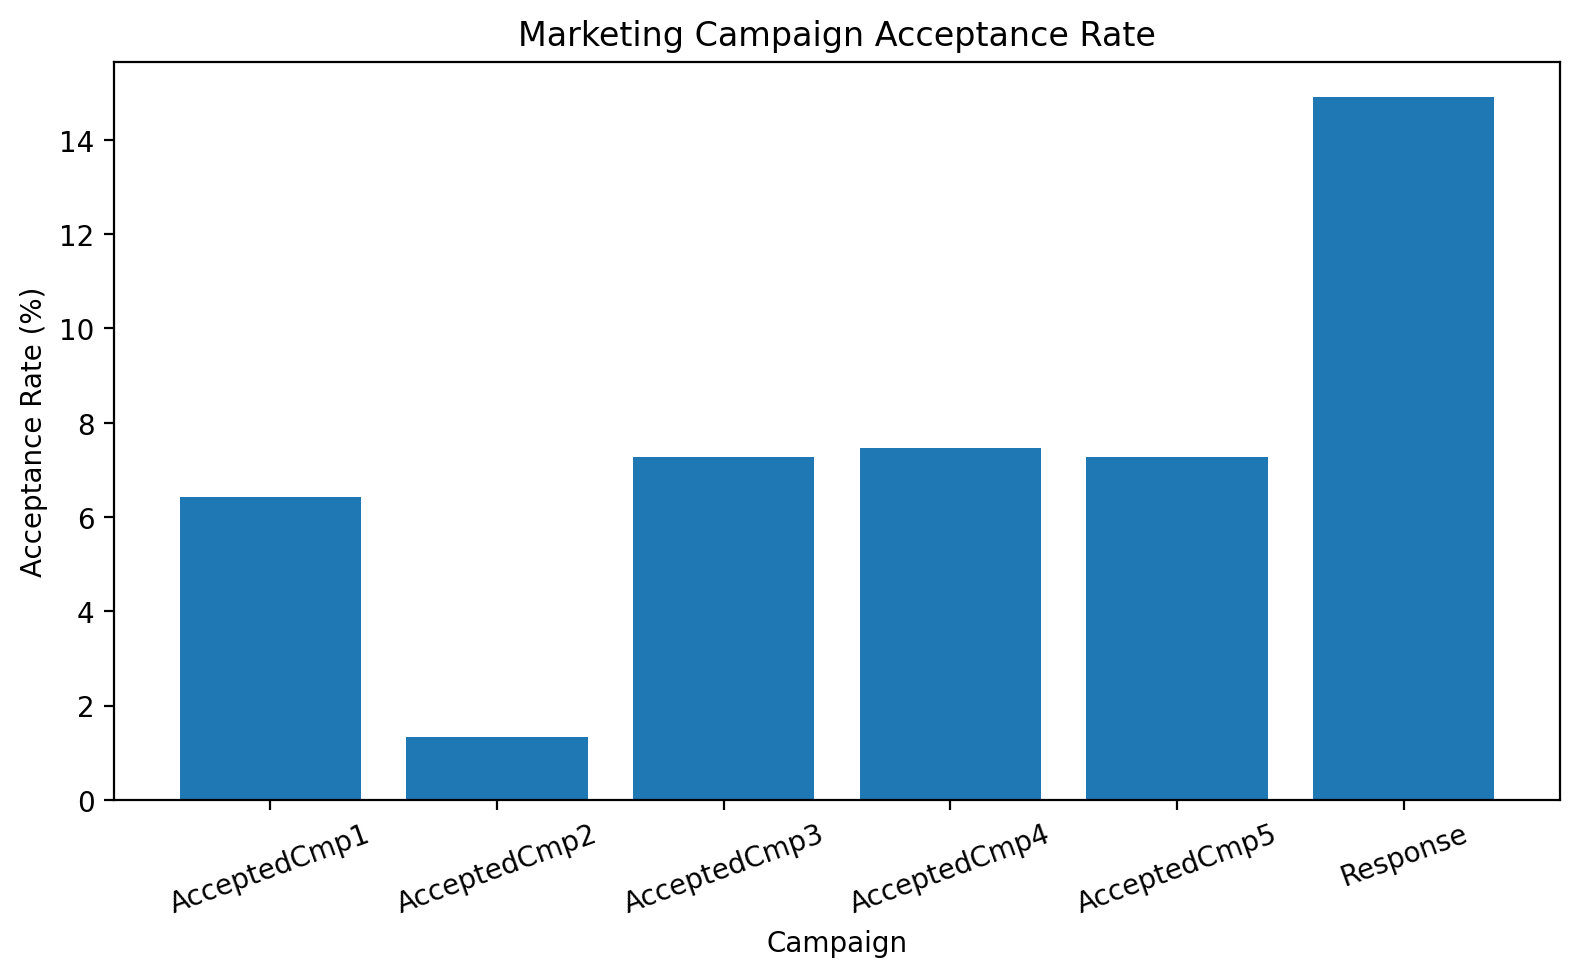 Marketing Campaign Acceptance Rate
Acceptance Rate (%)
14
12
10
8
6
4
2
0
AcceptedCmp1
AcceptedCmp2
AcceptedCmp3
AcceptedCmp4
AcceptedCmp5
Response
Campaign